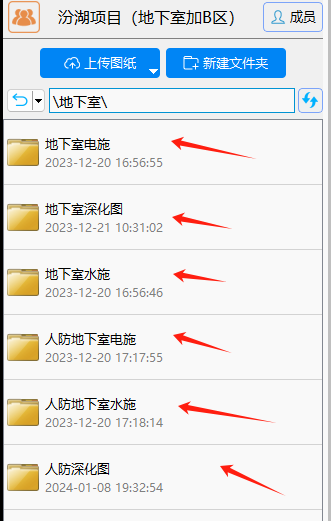 汾湖项目（地下室加B区）
成员
上传图纸
新建文件夹
\地下室\
地下室电施
2023-12-20 16:56:55
地下室深化图
2023-12-21 10:31:02
地下室水施
2023-12-20 16:56:46
人防地下室电施
2023-12-20 17:17:55
人防地下室水施
2023-12-20 17:18:14
人防深化图
2024-01-08 19:32:54